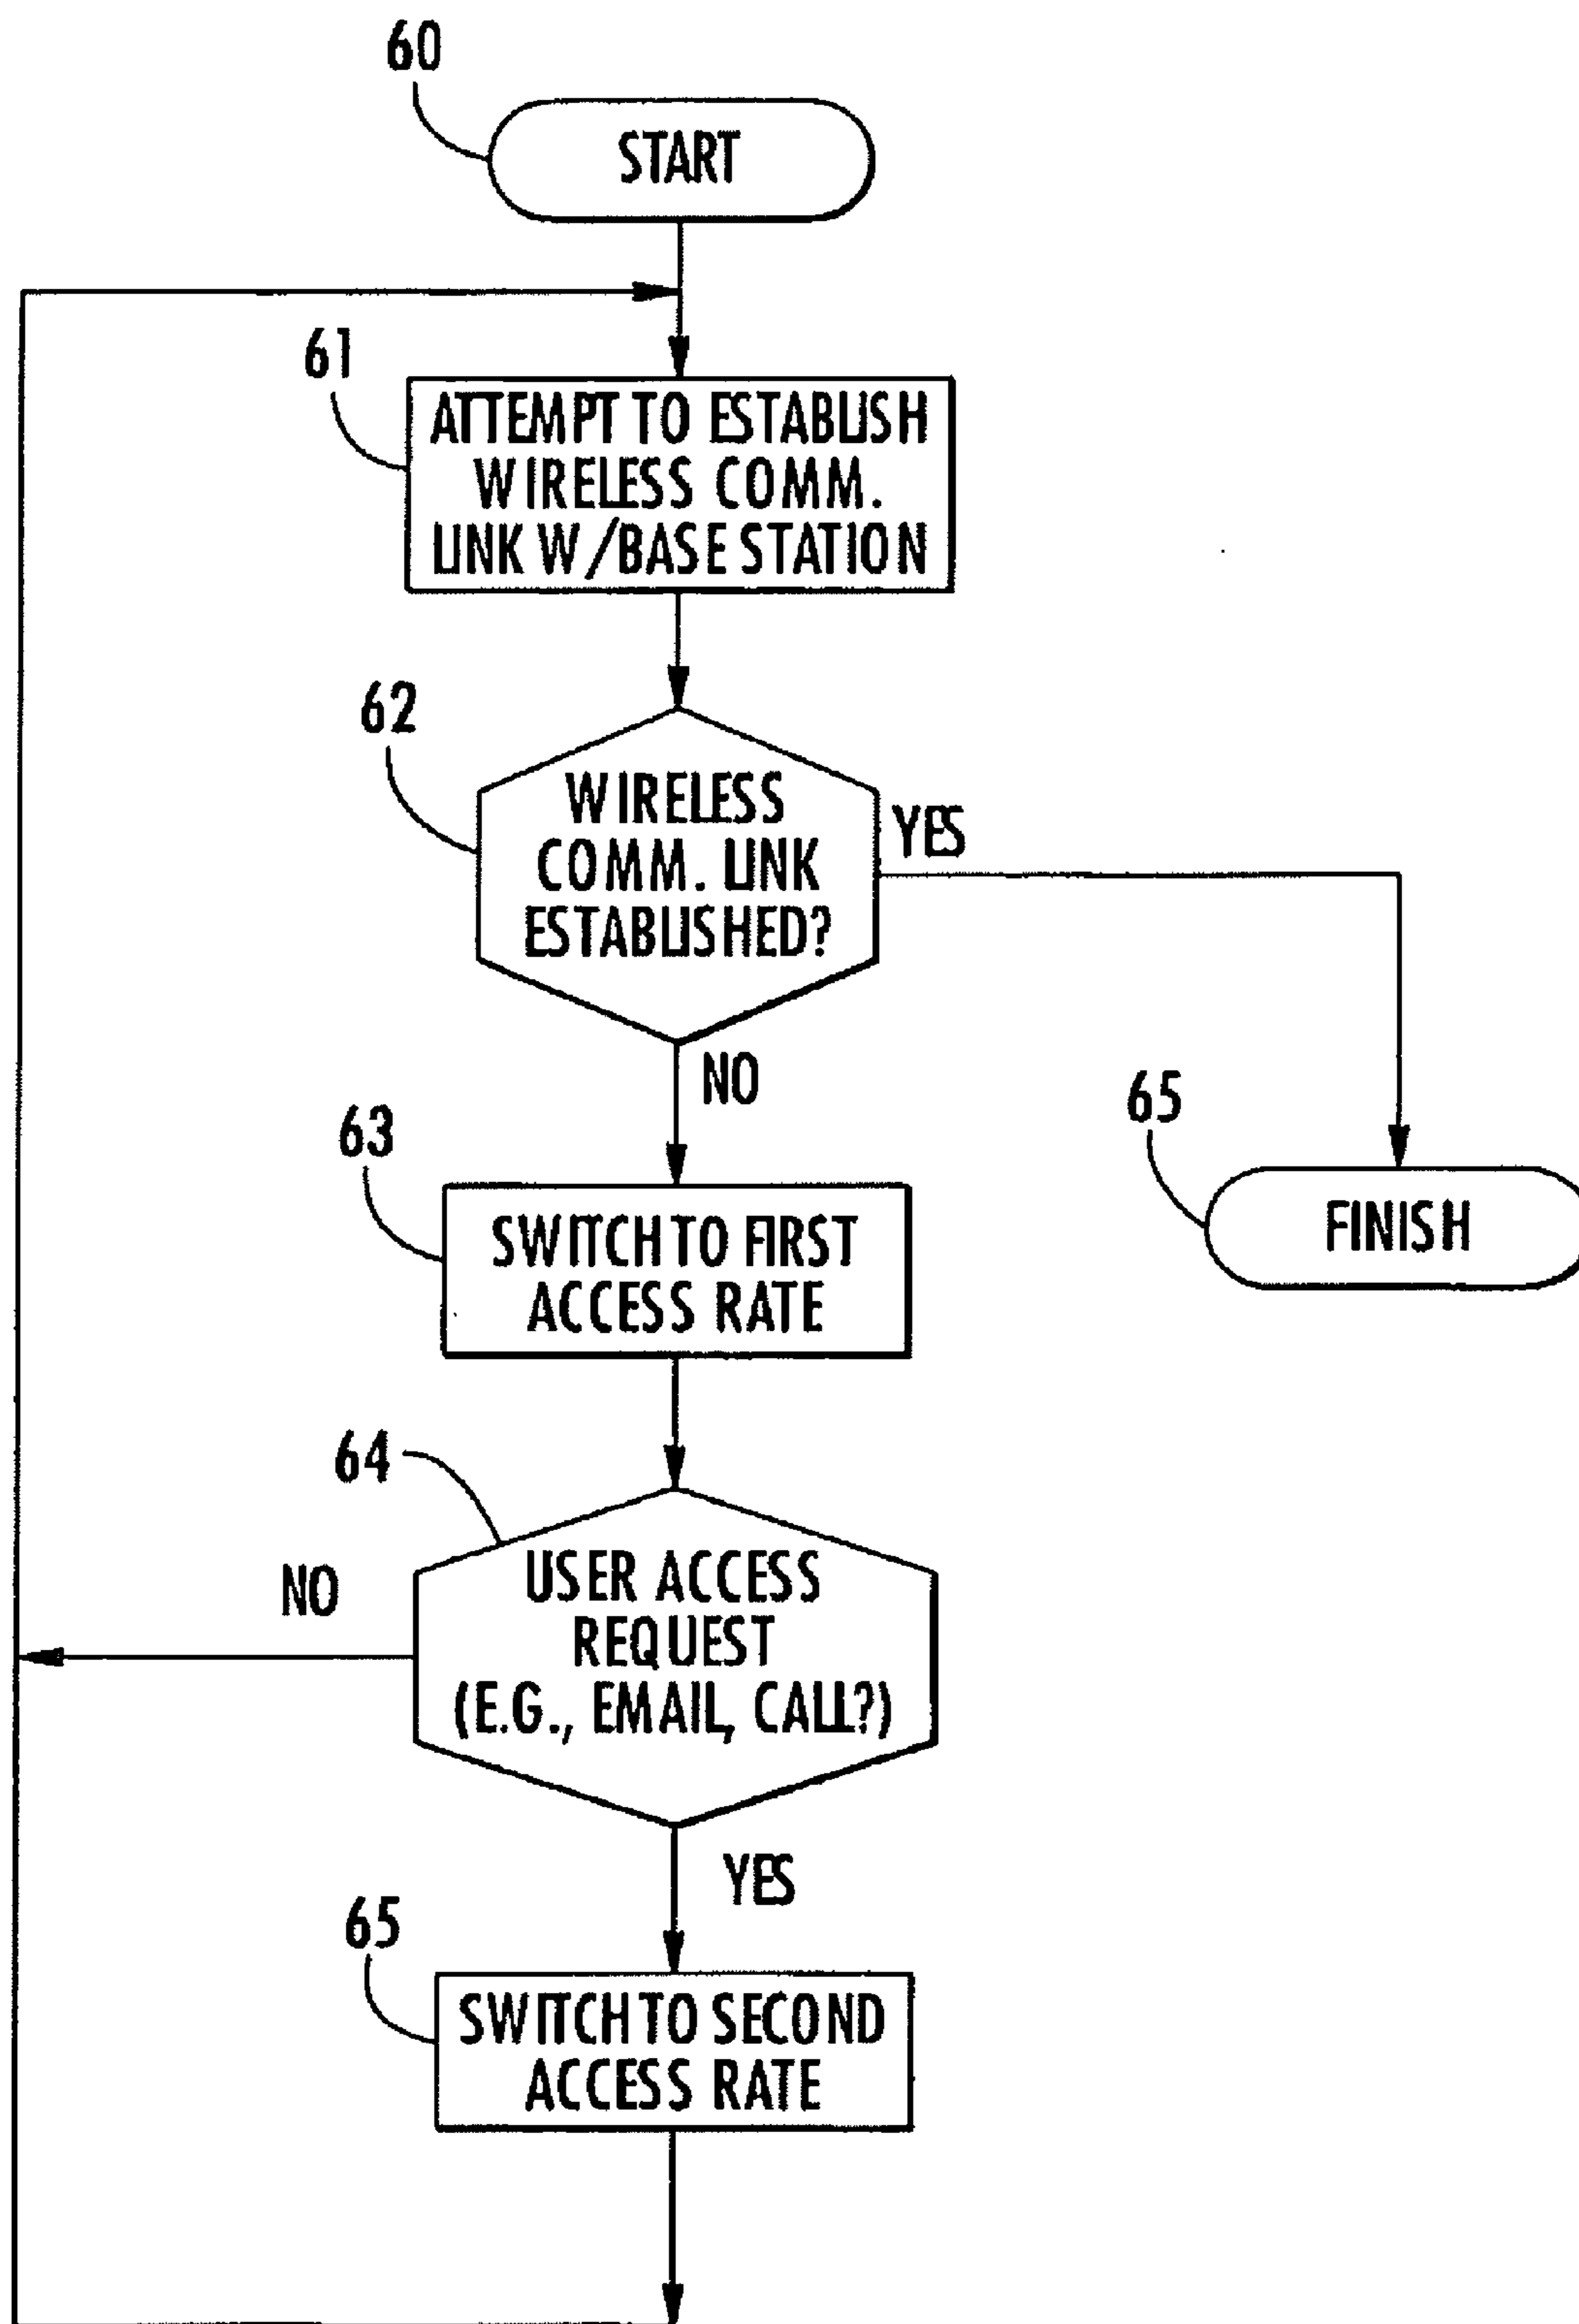 60
START
61
ATTEMPT TO ESTABLISH
WIRELESS COMM.
LINK W/BASE STATION
62
WIRELESS
COMM. LINK
ESTABLISHED?
YES
NO
65
FINISH
63
SWITCH TO FIRST
ACCESS RATE
64
USER ACCESS
REQUEST
(E.G., EMAIL, CALL?)
NO
YES
65
SWITCH TO SECOND
ACCESS RATE